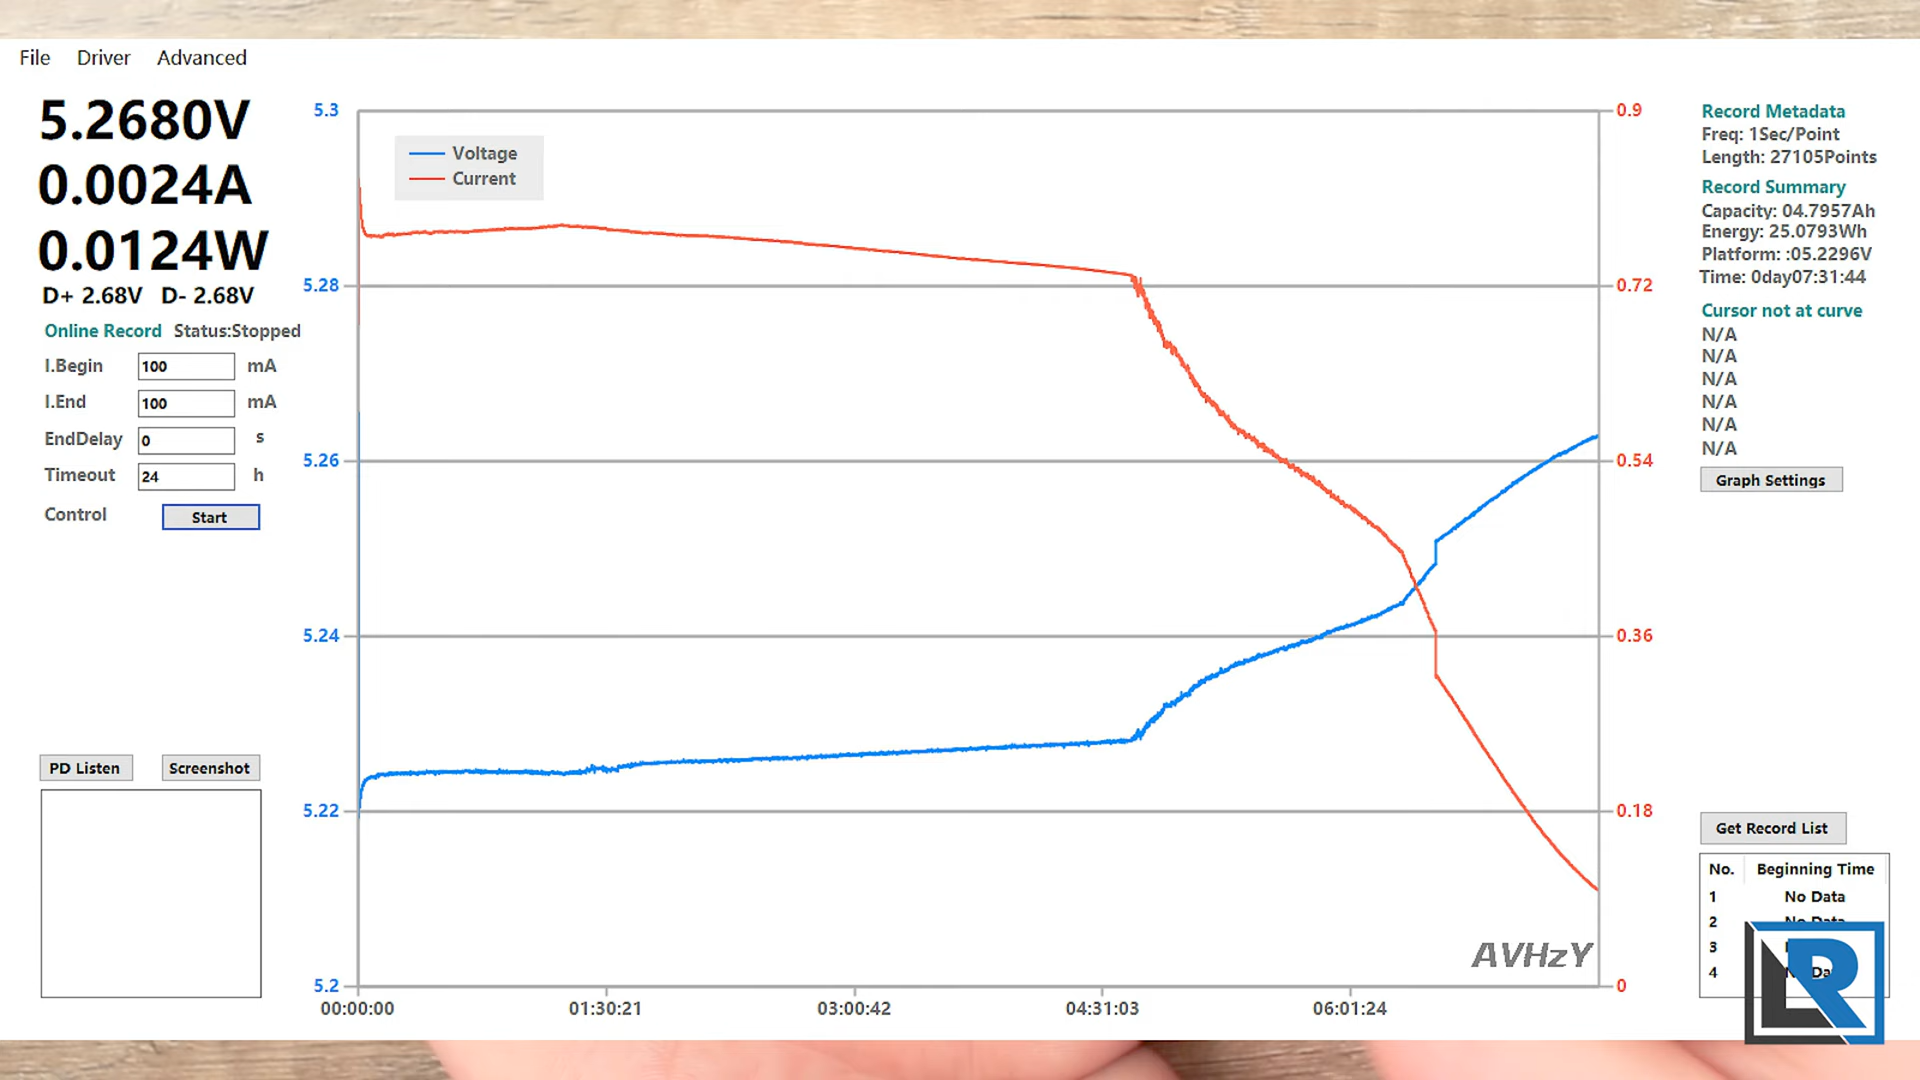 File Driver Advanced
5.2680V
0.0024A
0.0124W
D+ 2.68V D- 2.68V
Online Record Status:Stopped
I.Begin 100 mA
I.End 100 mA
EndDelay 0 s
Timeout 24 h
Control Start
PD Listen Screenshot
5.3
5.28
5.26
5.24
5.22
5.2
Voltage
Current
0.9
0.72
0.54
0.36
0.18
0
00:00:00 01:30:21 03:00:42 04:31:03 06:01:24
AVHzY
Record Metadata
Freq: 1Sec/Point
Length: 27105Points
Record Summary
Capacity: 04.7957Ah
Energy: 25.0793Wh
Platform: :05.2296V
Time: 0day07:31:44
Cursor not at curve
N/A
N/A
N/A
N/A
N/A
N/A
Graph Settings
Get Record List
No. Beginning Time
1 No Data
2 No Data
3
4
LR